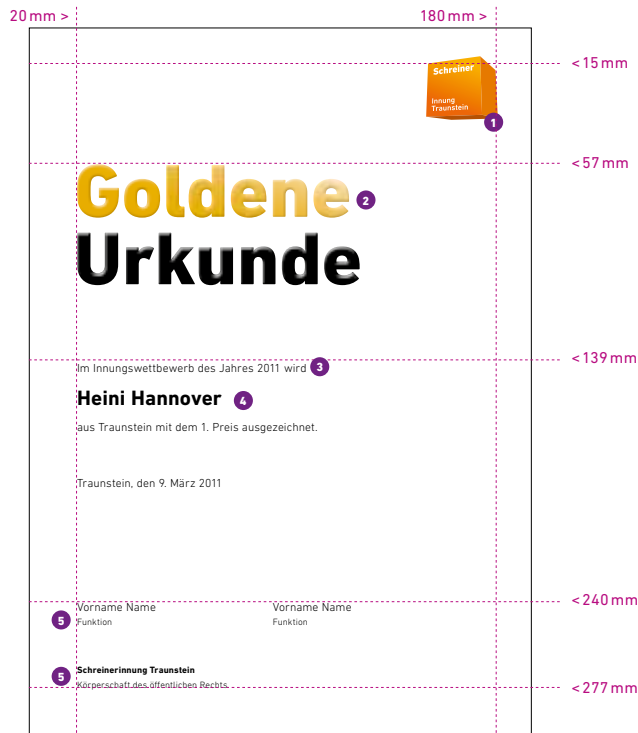 20 mm >
180 mm >
< 15 mm
Schreiner
Innung
Traunstein
1
< 57 mm
Goldene
2
Urkunde
< 139 mm
Im Innungswettbewerb des Jahres 2011 wird
3
Heini Hannover
4
aus Traunstein mit dem 1. Preis ausgezeichnet.
Traunstein, den 9. März 2011
< 240 mm
Vorname Name
Vorname Name
5
Funktion
Funktion
5
Schreinerinnung Traunstein
Körperschaft des öffentlichen Rechts
< 277 mm